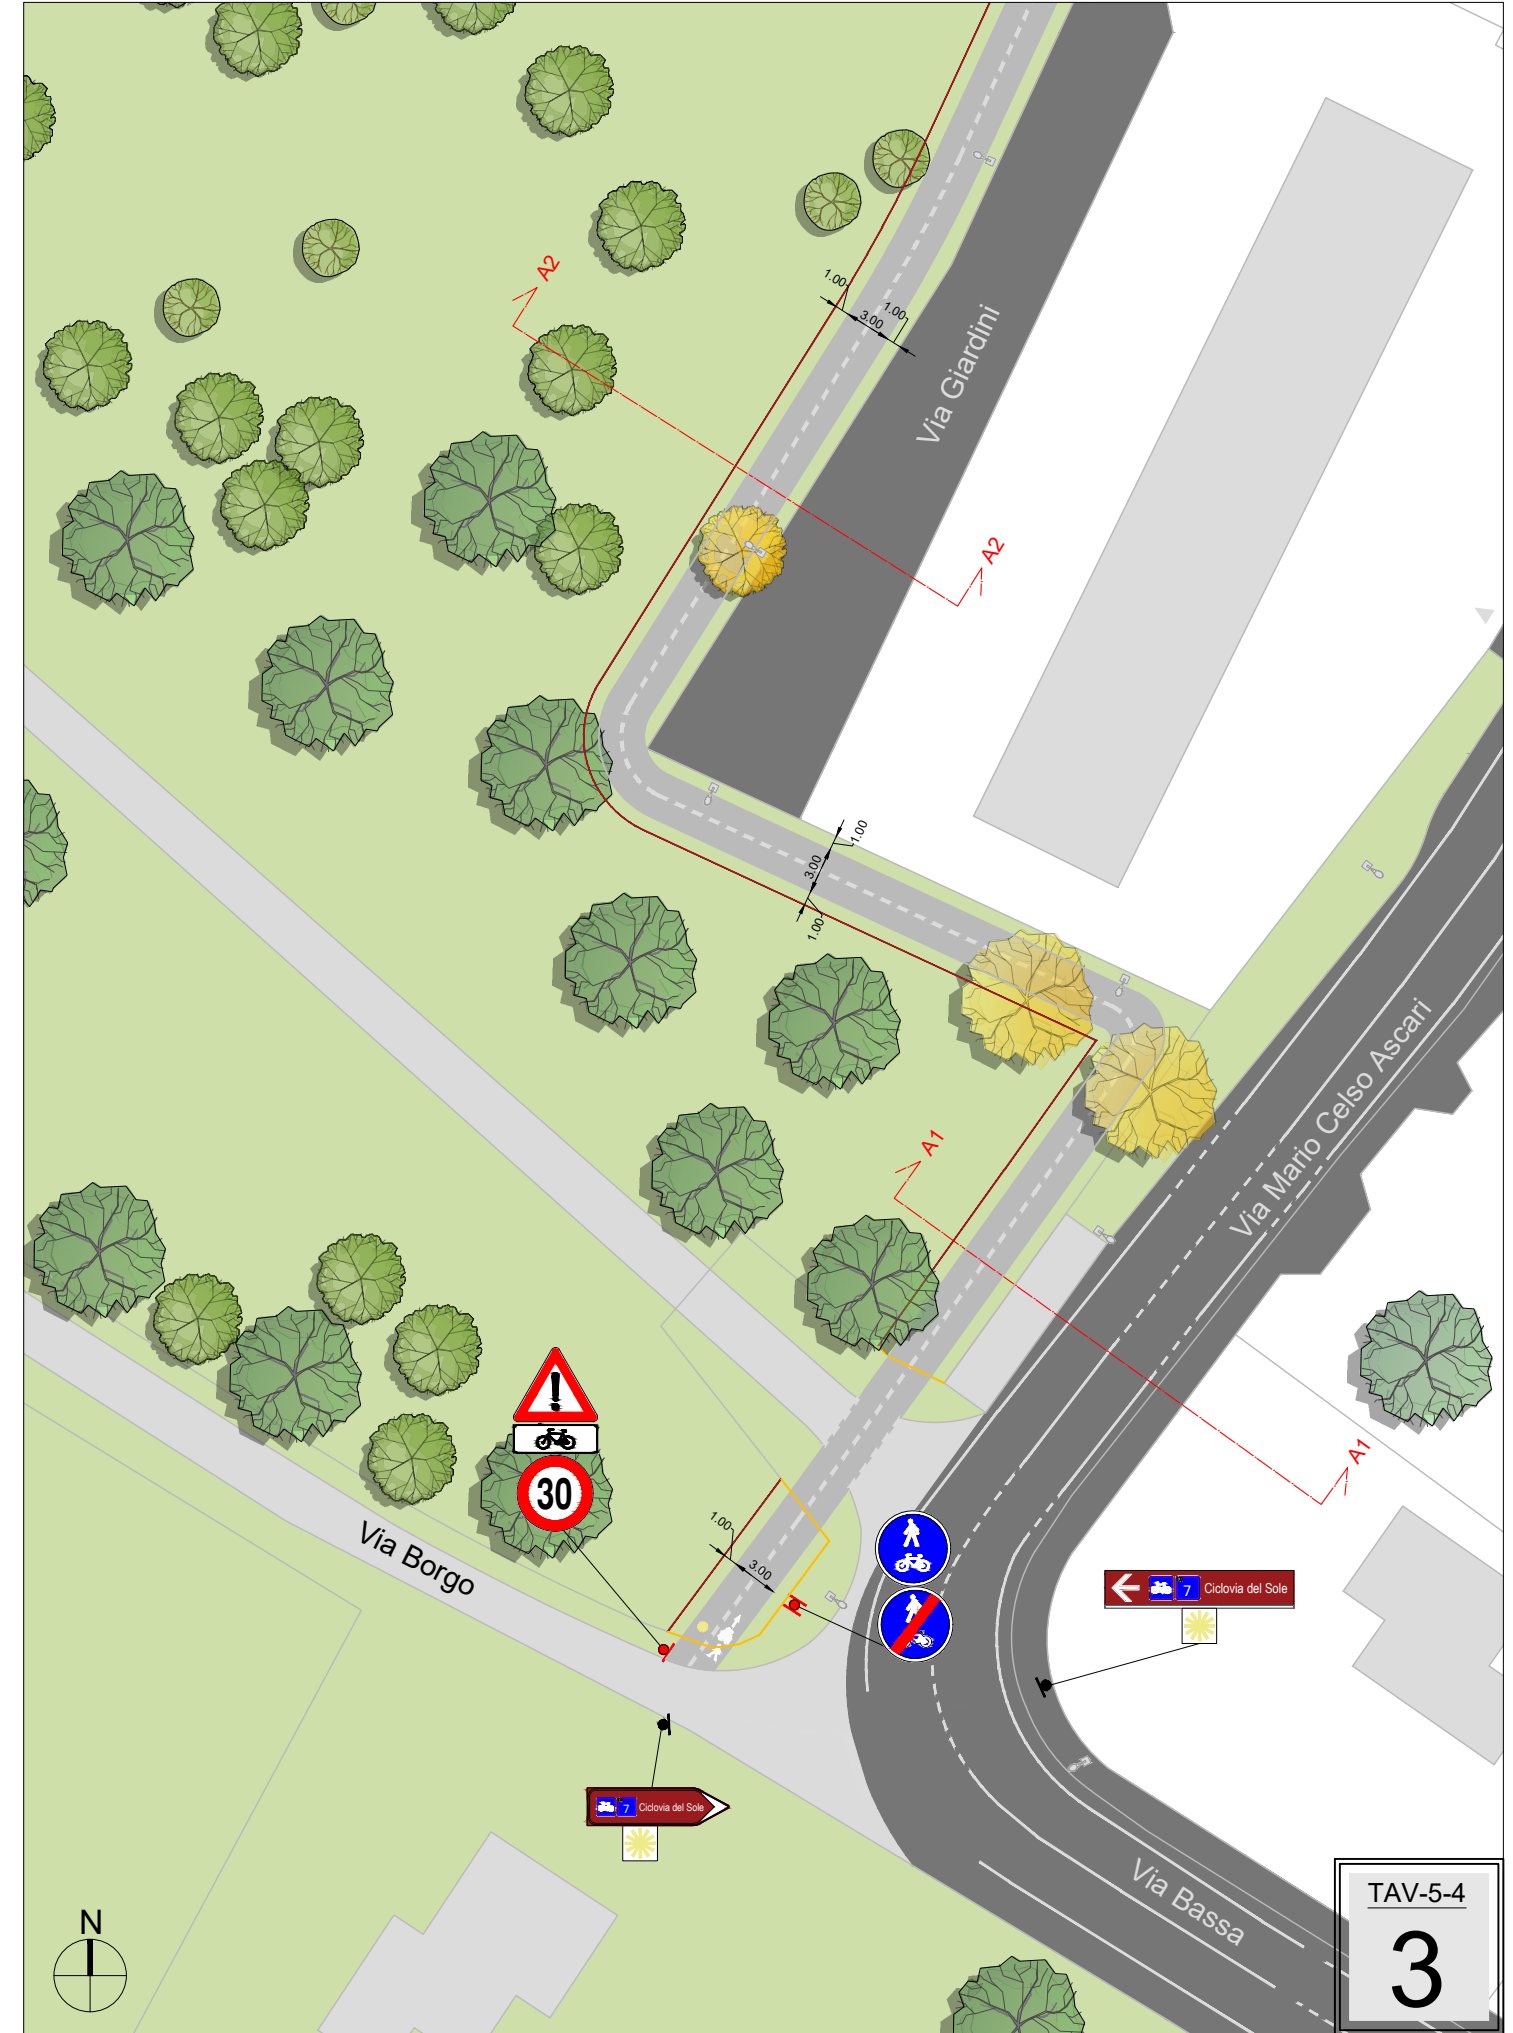 A2
1.00
1.00
3.00
Via Giardini
A2
1.00
3.00
1.00
Via Mario Celso Ascari
A1
A1
30
1.00
3.00
Via Borgo
7 Ciclovia del Sole
7 Ciclovia del Sole
Via Bassa
N
TAV-5-4
3